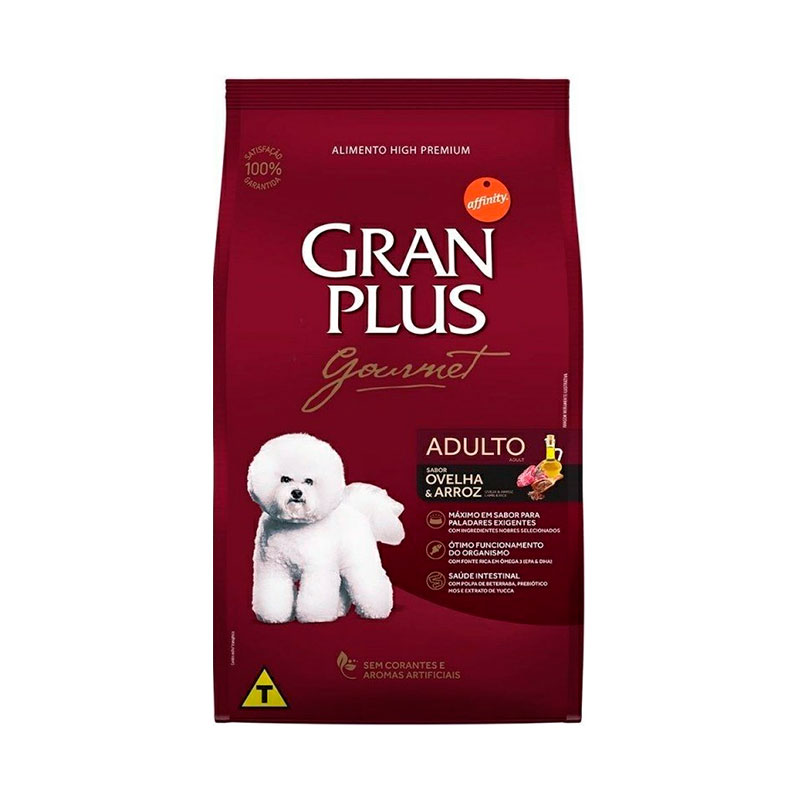 ALIMENTO HIGH PREMIUM
SATISFAÇÃO
100%
GARANTIDA
affinity.
GRAN
PLUS
Gourmet
ADULTO
ADULT
SABOR
OVELHA
& ARROZ
MÁXIMO EM SABOR PARA
PALADARES EXIGENTES
COM INGREDIENTES NOBRES SELECIONADOS
ÓTIMO FUNCIONAMENTO
DO ORGANISMO
COM FONTE RICA EM ÔMEGA 3 (EPA & DHA)
SAÚDE INTESTINAL
COM POLPA DE BETERRABA, PREBIÓTICO
MOS E EXTRATO DE YUCCA
SEM CORANTES E
AROMAS ARTIFICIAIS
T